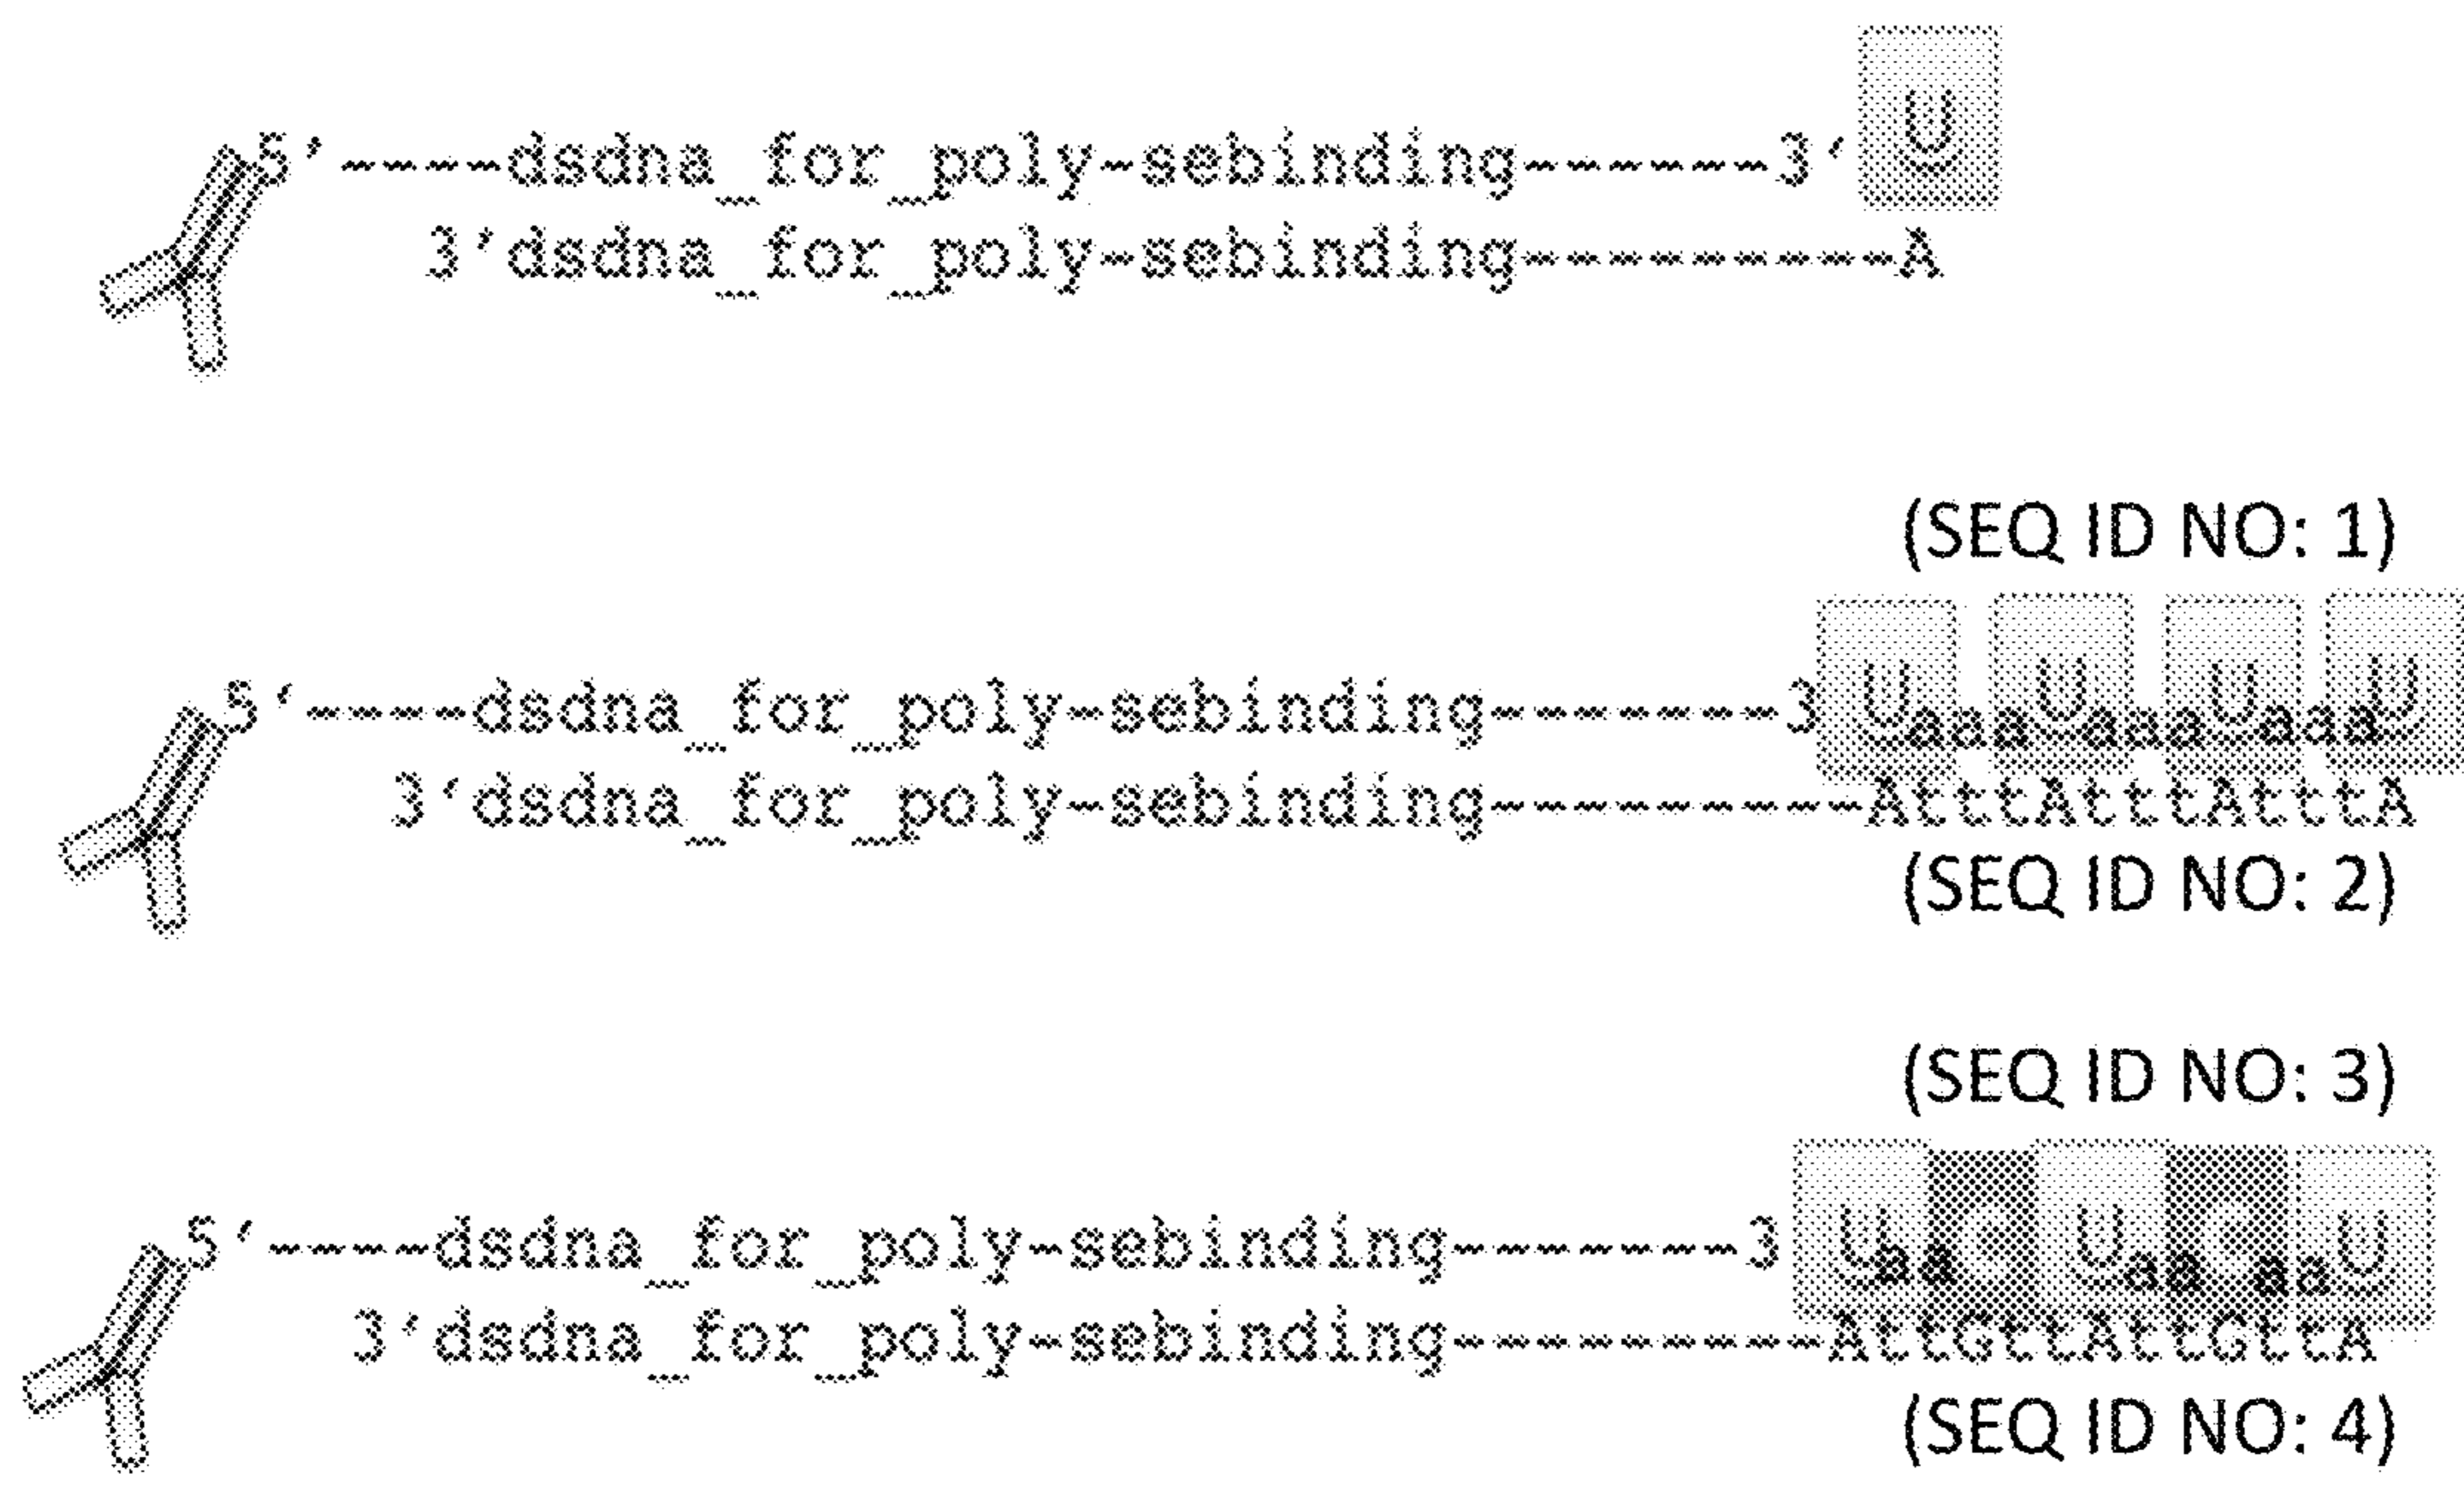 5'----dsdna_for_poly-sebinding------3' U
3'dsdna_for_poly-sebinding---------A
(SEQ ID NO: 1)
5'----dsdna_for_poly-sebinding-------3 UaaaUaaaUaaaU
3'dsdna_for_poly-sebinding---------AtttAtttAtttA
(SEQ ID NO: 2)
(SEQ ID NO: 3)
5'----dsdna_for_poly-sebinding-------3 Uaa UaaCaaU
3'dsdna_for_poly-sebinding---------AttGttAttGttA
(SEQ ID NO: 4)